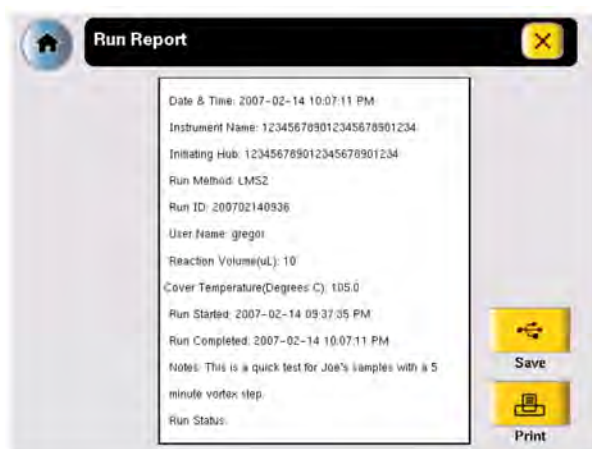 Run Report
Date & Time: 2007-02-14 10:07:11 PM
Instrument Name: 123456789012345678901234
Initiating Hub: 123456789012345678901234
Run Method: LMS2
Run ID: 200702140936
User Name: gregor
Reaction Volume(uL): 10
Cover Temperature(Degrees C): 105.0
Run Started: 2007-02-14 09:37:35 PM
Run Completed: 2007-02-14 10:07:11 PM
Notes: This is a quick test for Joe's samples with a 5
minute vortex step.
Run Status:
Save
Print